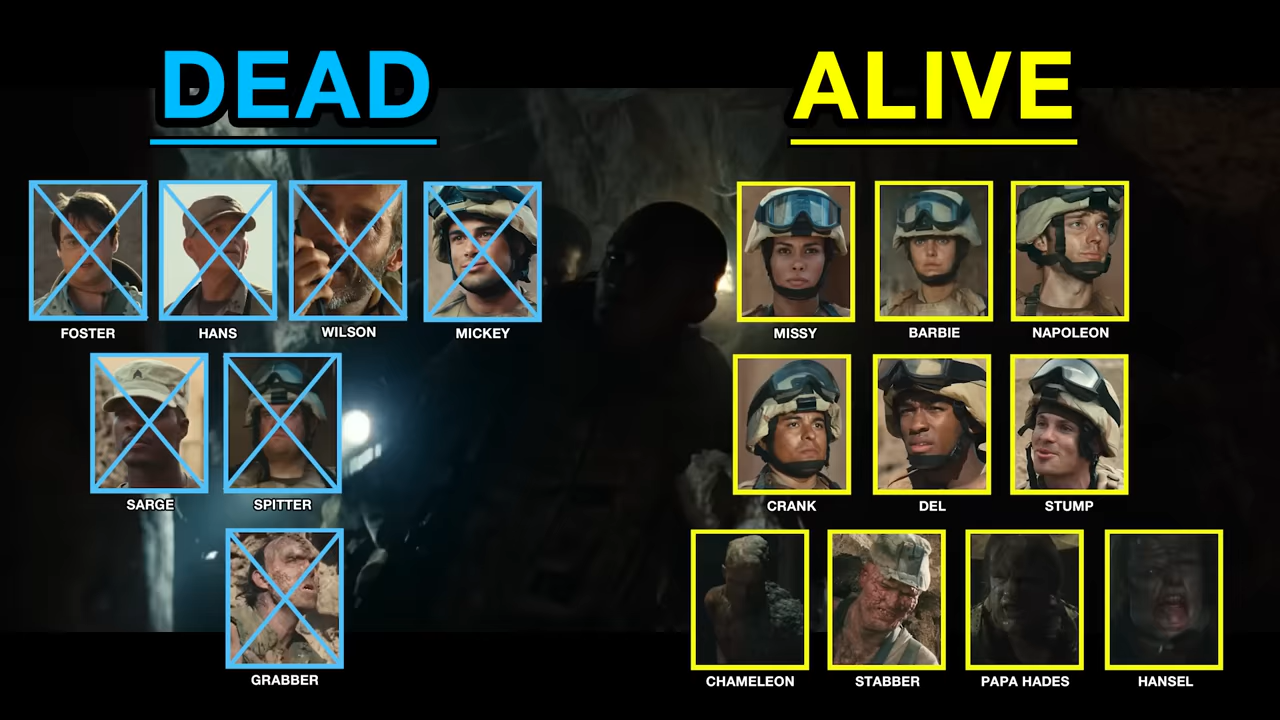 DEAD
ALIVE
FOSTER
HANS
WILSON
MICKEY
MISSY
BARBIE
NAPOLEON
SARGE
SPITTER
CRANK
DEL
STUMP
GRABBER
CHAMELEON
STABBER
PAPA HADES
HANSEL